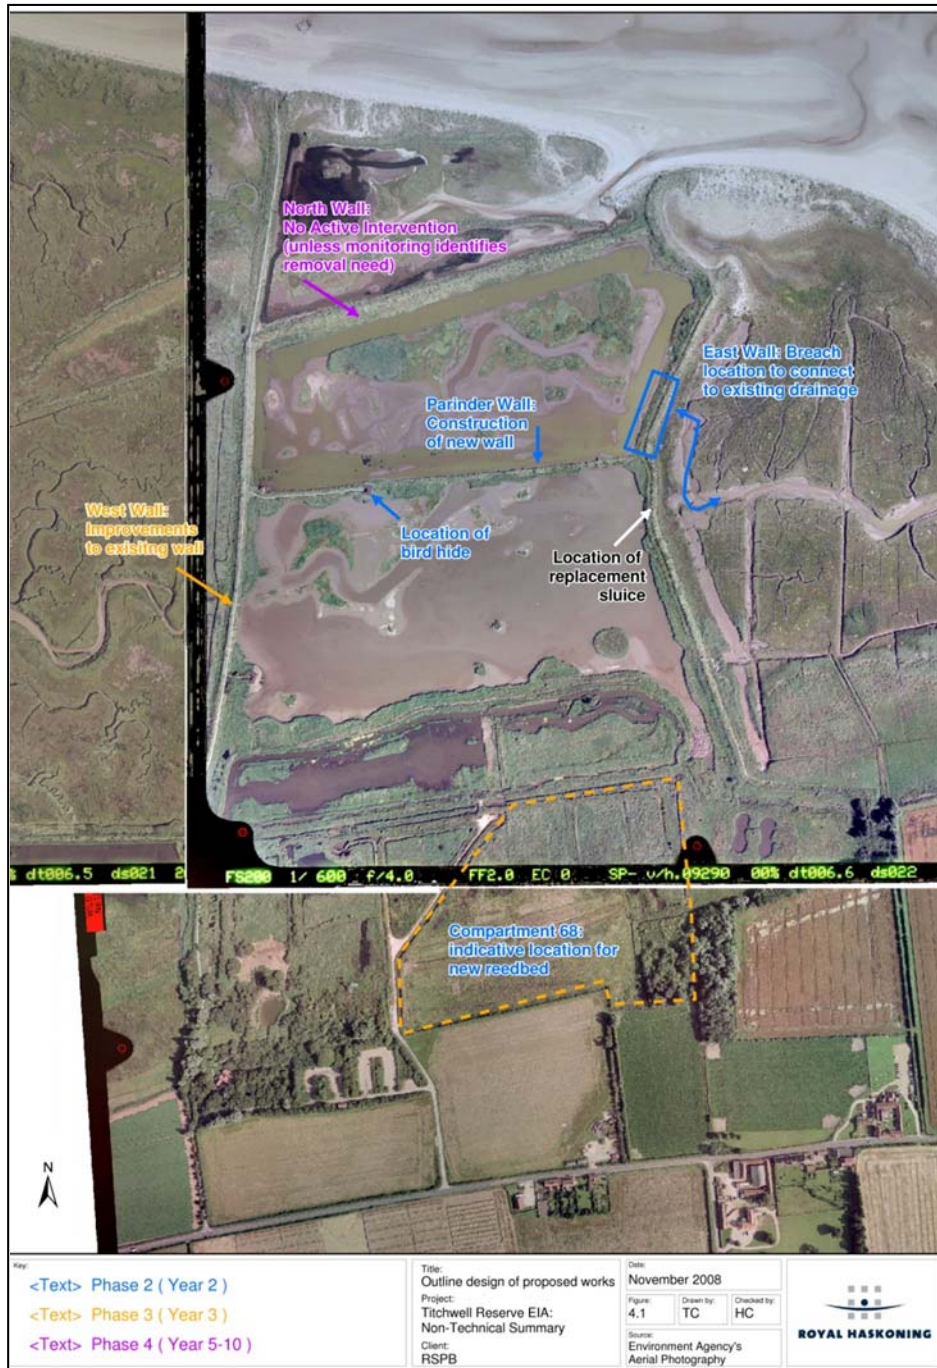 North Wall:
No Active Intervention
(unless monitoring identifies
removal need)
East Wall: Breach
location to connect
to existing drainage
Parinder Wall:
Construction
of new wall
West Wall:
Improvements
to exisitng wall
Location of
bird hide
Location of
replacement
sluice
% dt006.5 ds021 2
FS200 1/ 600 f/4.0 FF2.0 EC 0 SP- v/h.09290 00% dt006.6 ds022
Compartment 68:
indicative location for
new reedbed
N
Key:
<Text> Phase 2 ( Year 2 )
<Text> Phase 3 ( Year 3 )
<Text> Phase 4 ( Year 5-10 )
Title:
Outline design of proposed works
Project:
Titchwell Reserve EIA:
Non-Technical Summary
Client:
RSPB
Date:
November 2008
Figure:
4.1
Drawn by:
TC
Checked by:
HC
Source:
Environment Agency's
Aerial Photography
ROYAL HASKONING